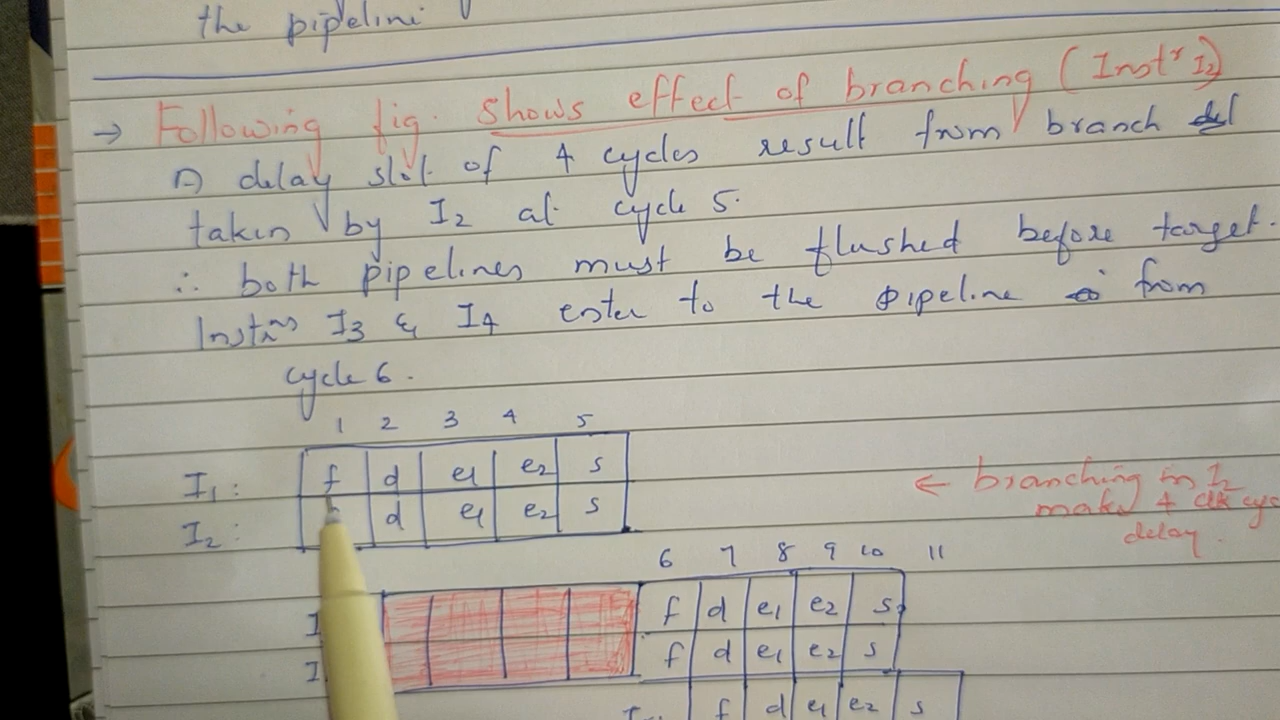 the pipeline
→ Following fig. shows effect of branching (Instr I2)
A delay slot of 4 cycles result from branch
taken by I2 at cycle 5.
∴ both pipelines must be flushed before target
Instrns I3 & I4 enter to the pipeline from
cycle 6.
1 2 3 4 5
I1: f d e1 e2 s
I2: d e1 e2 s
← branching in I2
make 4 clk cyc
delay.
6 7 8 9 10 11
I f d e1 e2 s
I f d e1 e2 s
f d e1 e2 s